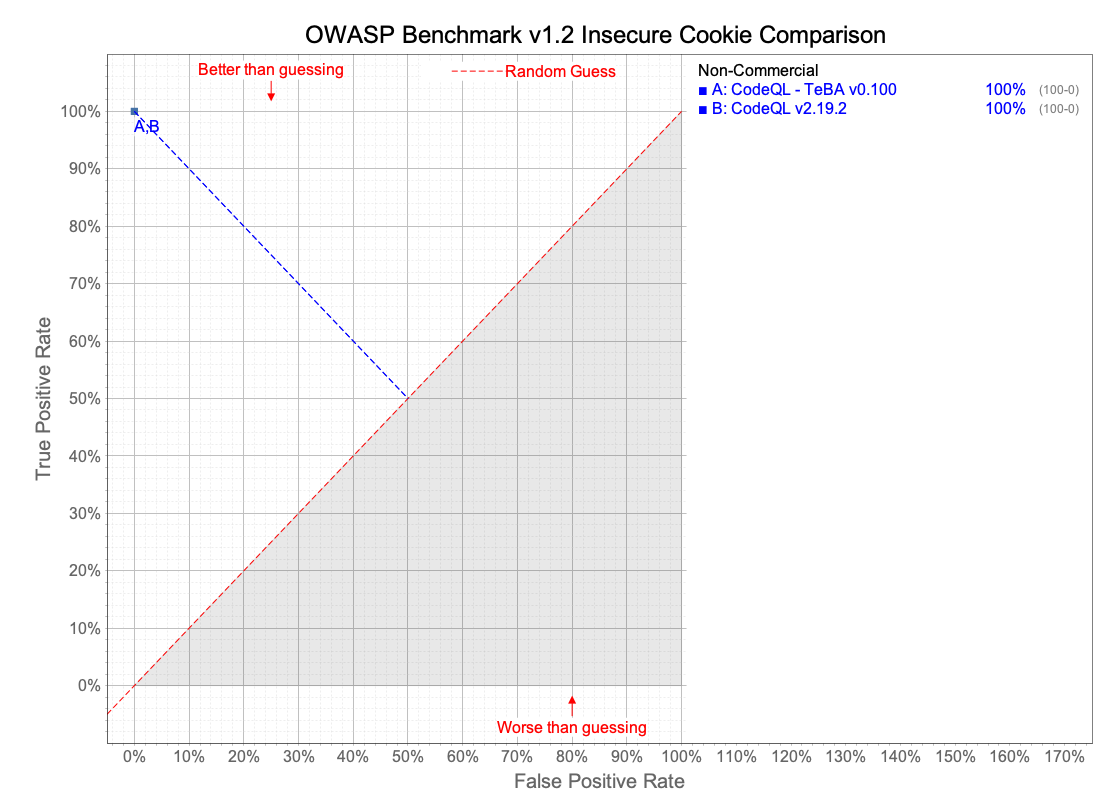 OWASP Benchmark v1.2 Insecure Cookie Comparison
Better than guessing
Random Guess
Non-Commercial
A: CodeQL - TeBA v0.100 100% (100-0)
B: CodeQL v2.19.2 100% (100-0)
A,B
100%
90%
80%
70%
60%
50%
40%
30%
20%
10%
0%
True Positive Rate
Worse than guessing
0% 10% 20% 30% 40% 50% 60% 70% 80% 90% 100% 110% 120% 130% 140% 150% 160% 170%
False Positive Rate